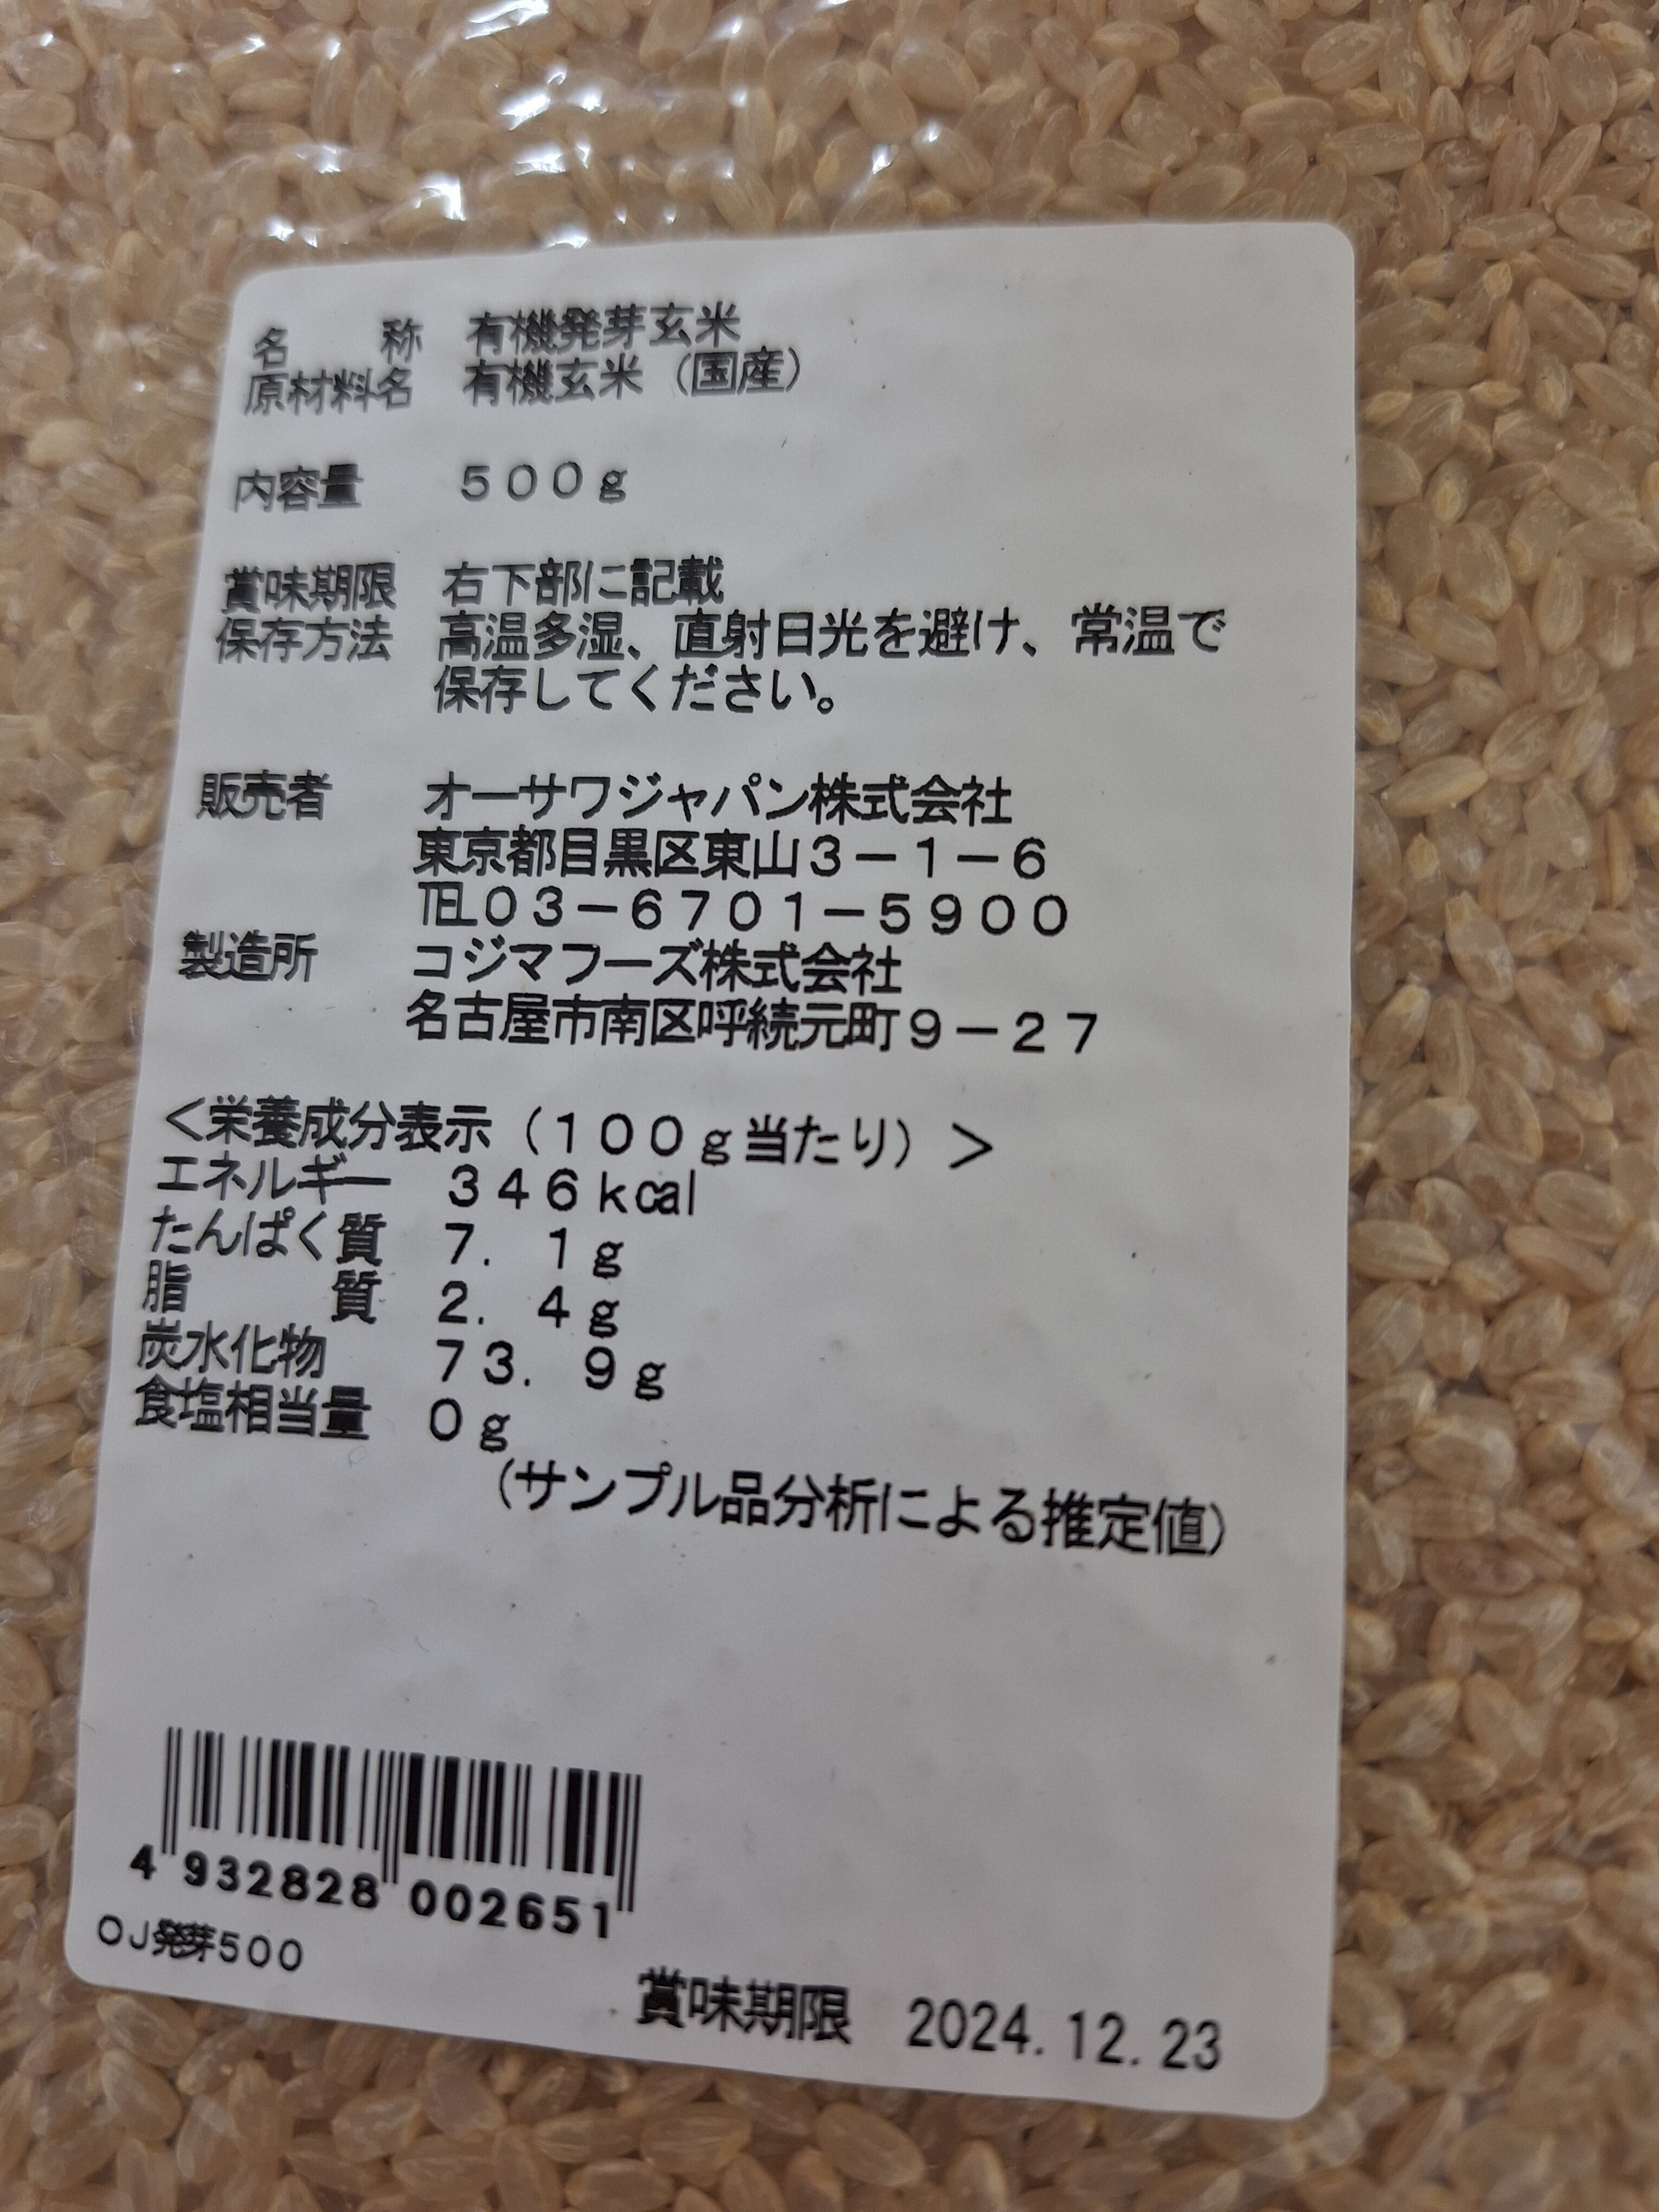 名　　称　有機発芽玄米
原材料名　有機玄米（国産）
内容量　５００ｇ
賞味期限　右下部に記載
保存方法　高温多湿、直射日光を避け、常温で
保存してください。
販売者　オーサワジャパン株式会社
東京都目黒区東山３－１－６
℡０３－６７０１－５９００
製造所　コジマフーズ株式会社
名古屋市南区呼続元町９－２７
＜栄養成分表示（１００ｇ当たり）＞
エネルギー　３４６ｋcal
たんぱく質　７．１ｇ
脂　　質　２．４ｇ
炭水化物　７３．９ｇ
食塩相当量　０ｇ
（サンプル品分析による推定値）
4 932828 002651
ＯＪ発芽５００
賞味期限　2024.12.23